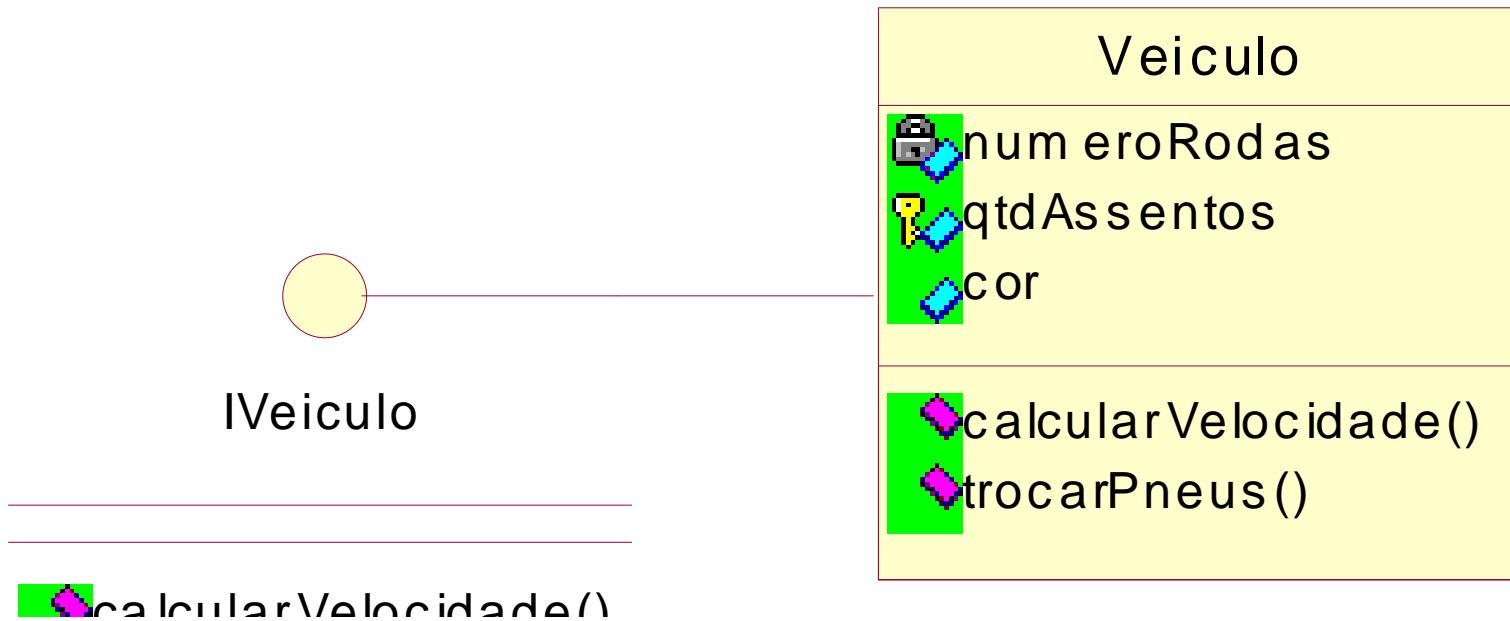 Veiculo
numeroRodas
qtdAssentos
cor
calcularVelocidade()
trocarPneus()
IVeiculo
calcularVelocidade()